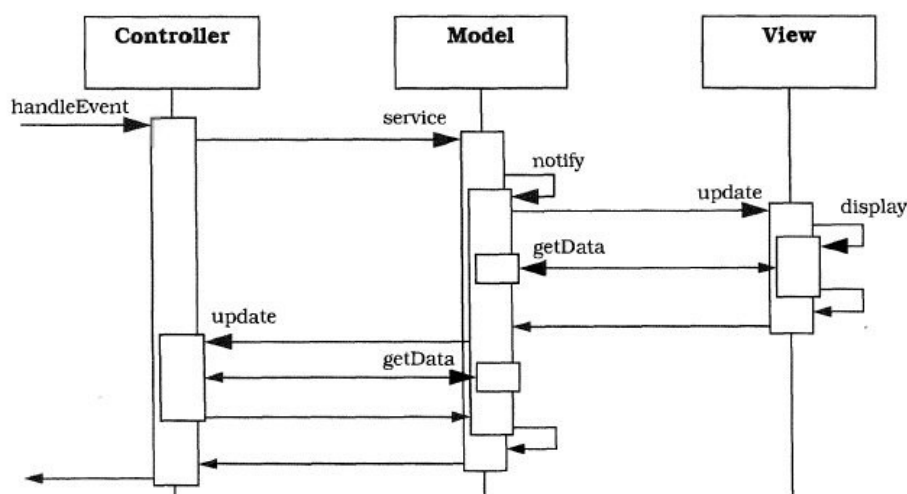 Controller
Model
View
handleEvent
service
notify
update
display
getData
update
getData